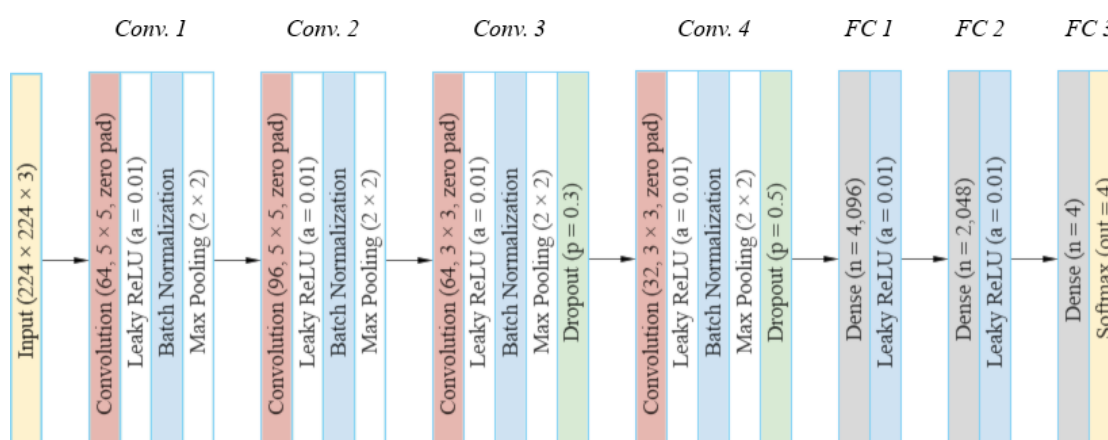 Conv. 1
Conv. 2
Conv. 3
Conv. 4
FC 1
FC 2
FC 3
Input (224 × 224 × 3)
Convolution (64, 5 × 5, zero pad)
Leaky ReLU (a = 0.01)
Batch Normalization
Max Pooling (2 × 2)
Convolution (96, 5 × 5, zero pad)
Leaky ReLU (a = 0.01)
Batch Normalization
Max Pooling (2 × 2)
Convolution (64, 3 × 3, zero pad)
Leaky ReLU (a = 0.01)
Batch Normalization
Max Pooling (2 × 2)
Dropout (p = 0.3)
Convolution (32, 3 × 3, zero pad)
Leaky ReLU (a = 0.01)
Batch Normalization
Max Pooling (2 × 2)
Dropout (p = 0.5)
Dense (n = 4,096)
Leaky ReLU (a = 0.01)
Dense (n = 2,048)
Leaky ReLU (a = 0.01)
Dense (n = 4)
Softmax (out = 4)